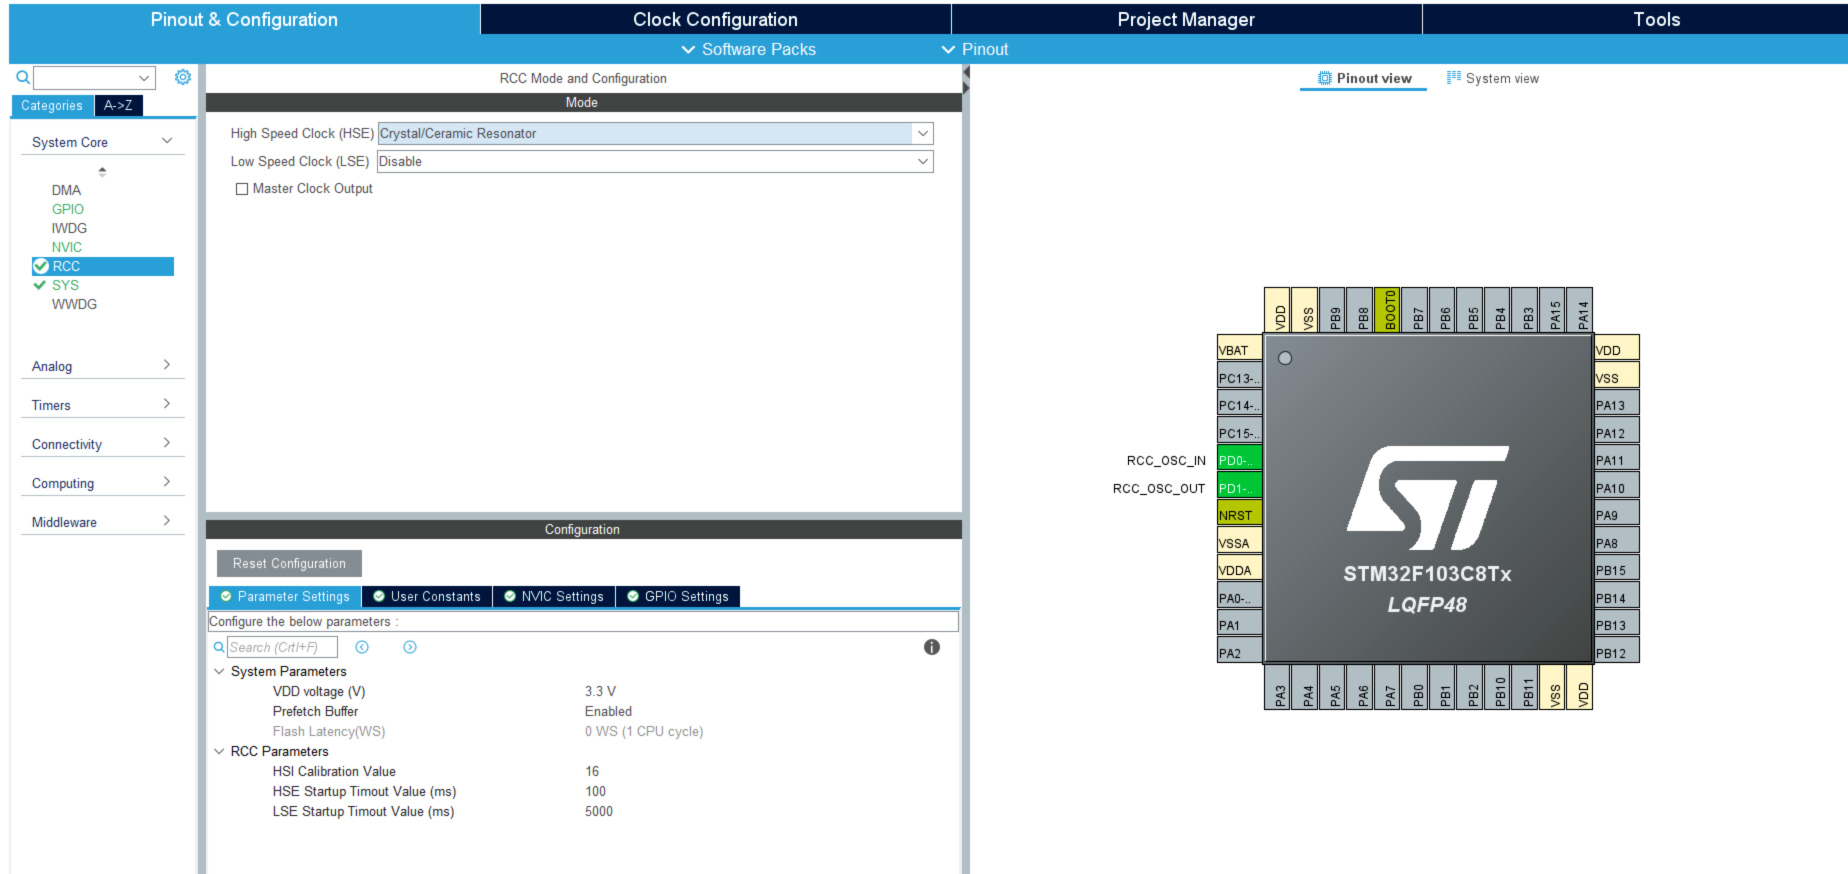 Pinout & Configuration
Clock Configuration
Project Manager
Tools
Software Packs
Pinout
Categories
A->Z
System Core
DMA
GPIO
IWDG
NVIC
RCC
SYS
WWDG
Analog
Timers
Connectivity
Computing
Middleware
RCC Mode and Configuration
Mode
High Speed Clock (HSE) Crystal/Ceramic Resonator
Low Speed Clock (LSE) Disable
Master Clock Output
Configuration
Reset Configuration
Parameter Settings
User Constants
NVIC Settings
GPIO Settings
Configure the below parameters :
Search (Crtl+F)
System Parameters
VDD voltage (V) 3.3 V
Prefetch Buffer Enabled
Flash Latency(WS) 0 WS (1 CPU cycle)
RCC Parameters
HSI Calibration Value 16
HSE Startup Timout Value (ms) 100
LSE Startup Timout Value (ms) 5000
Pinout view
System view
VDD
VSS
PB9
PB8
BOOT0
PB7
PB6
PB5
PB4
PB3
PA15
PA14
VBAT
PC13-..
PC14-..
PC15-..
RCC_OSC_IN PD0-..
RCC_OSC_OUT PD1-..
NRST
VSSA
VDDA
PA0-..
PA1
PA2
STM32F103C8Tx
LQFP48
VDD
VSS
PA13
PA12
PA11
PA10
PA9
PA8
PB15
PB14
PB13
PB12
PA3
PA4
PA5
PA6
PA7
PB0
PB1
PB2
PB10
PB11
VSS
VDD